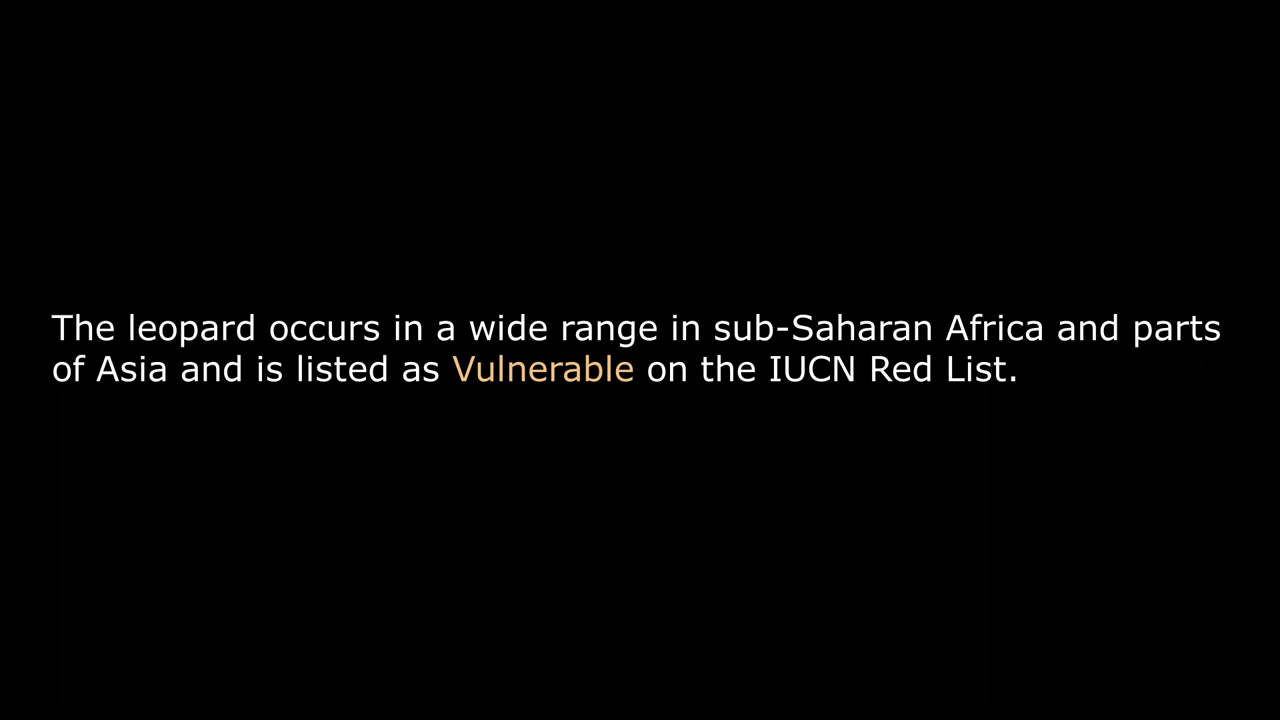 The leopard occurs in a wide range in sub-Saharan Africa and parts
of Asia and is listed as Vulnerable on the IUCN Red List.